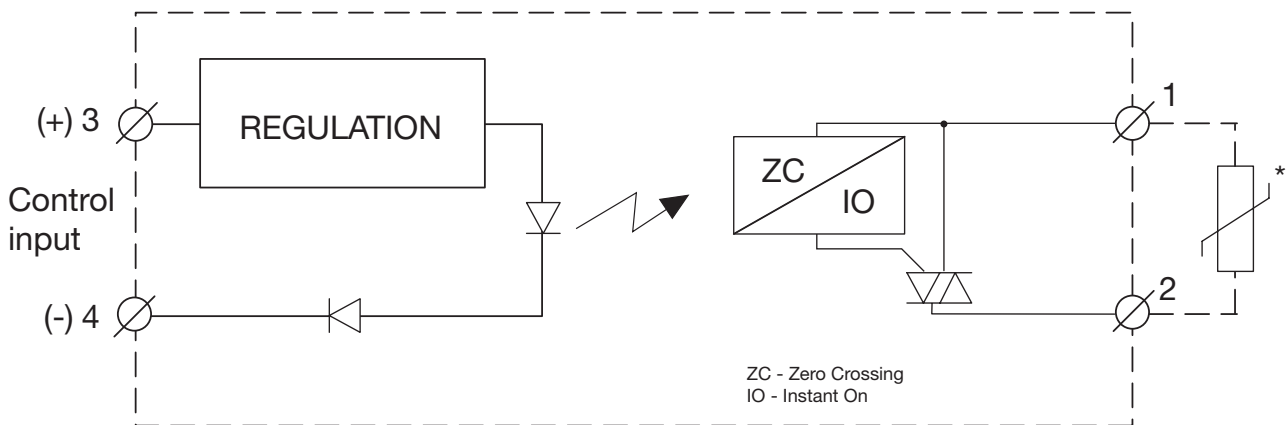 (+) 3
REGULATION
Control
input
(-) 4
ZC
IO
1
*
2
ZC - Zero Crossing
IO - Instant On